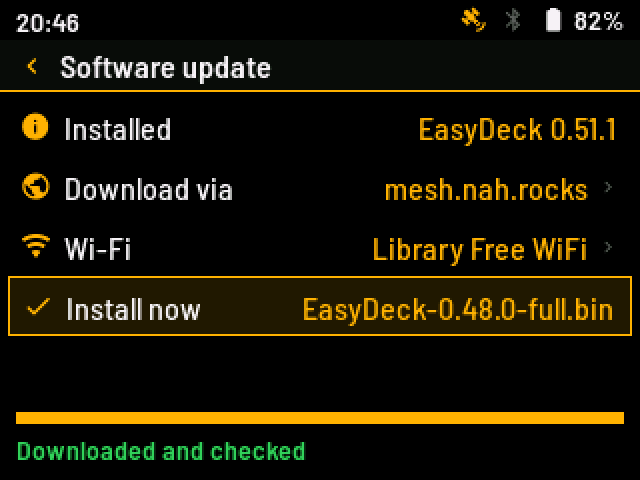 20:46 82%
Software update
Installed EasyDeck 0.51.1
Download via mesh.nah.rocks
Wi-Fi Library Free WiFi
Install now EasyDeck-0.48.0-full.bin
Downloaded and checked